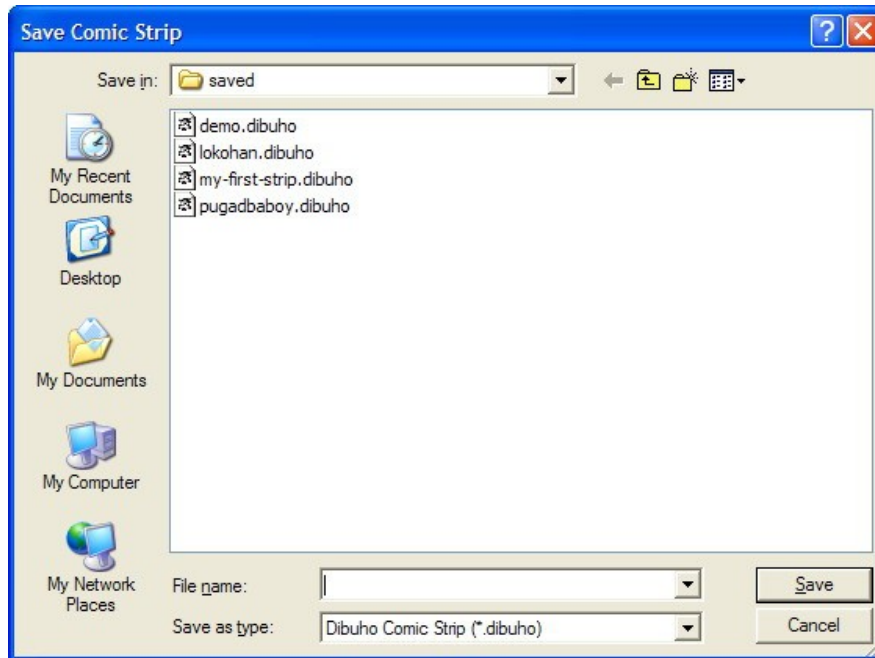 Save Comic Strip
Save in:
saved
My Recent
Documents
Desktop
My Documents
My Computer
My Network
Places
demo.dibuho
lokohan.dibuho
my-first-strip.dibuho
pugadbaboy.dibuho
File name:
Save
Save as type:
Dibuho Comic Strip (*.dibuho)
Cancel